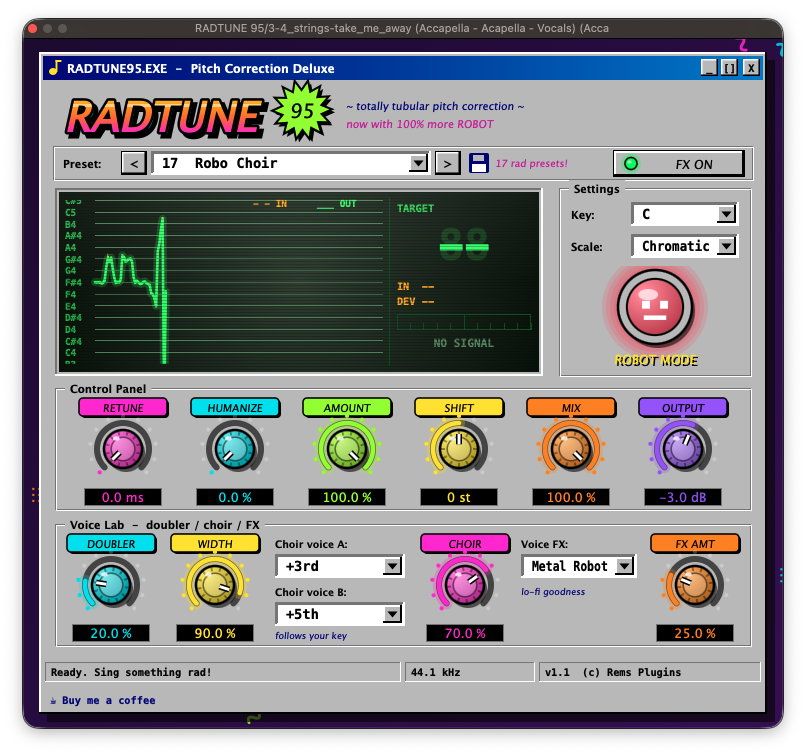 RADTUNE 95/3-4_strings-take_me_away (Accapella - Acapella - Vocals) (Acca
RADTUNE95.EXE - Pitch Correction Deluxe
RADTUNE 95
~ totally tubular pitch correction ~
now with 100% more ROBOT
Preset: < 17 Robo Choir > 17 rad presets! FX ON
C#5
C5
B4
A#4
A4
G#4
G4
F#4
F4
E4
D#4
D4
C#4
C4
B3
-- IN ___ OUT
TARGET
--
IN --
DEV --
NO SIGNAL
Settings
Key: C
Scale: Chromatic
ROBOT MODE
Control Panel
RETUNE HUMANIZE AMOUNT SHIFT MIX OUTPUT
0.0 ms 0.0 % 100.0 % 0 st 100.0 % -3.0 dB
Voice Lab - doubler / choir / FX
DOUBLER
20.0 %
WIDTH
90.0 %
Choir voice A:
+3rd
Choir voice B:
+5th
follows your key
CHOIR
70.0 %
Voice FX:
Metal Robot
lo-fi goodness
FX AMT
25.0 %
Ready. Sing something rad! 44.1 kHz v1.1 (c) Rems Plugins
Buy me a coffee